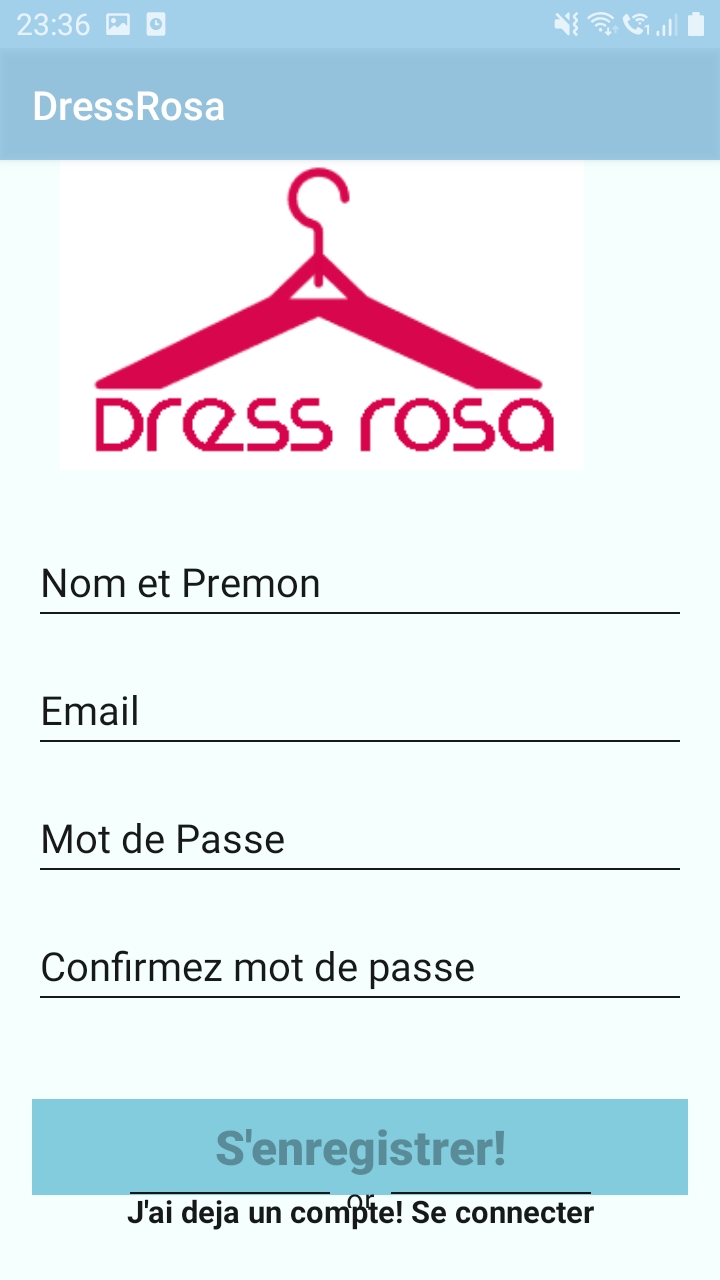 23:36
DressRosa
Dress rosa
Nom et Premon
Email
Mot de Passe
Confirmez mot de passe
S'enregistrer!
or
J'ai deja un compte! Se connecter